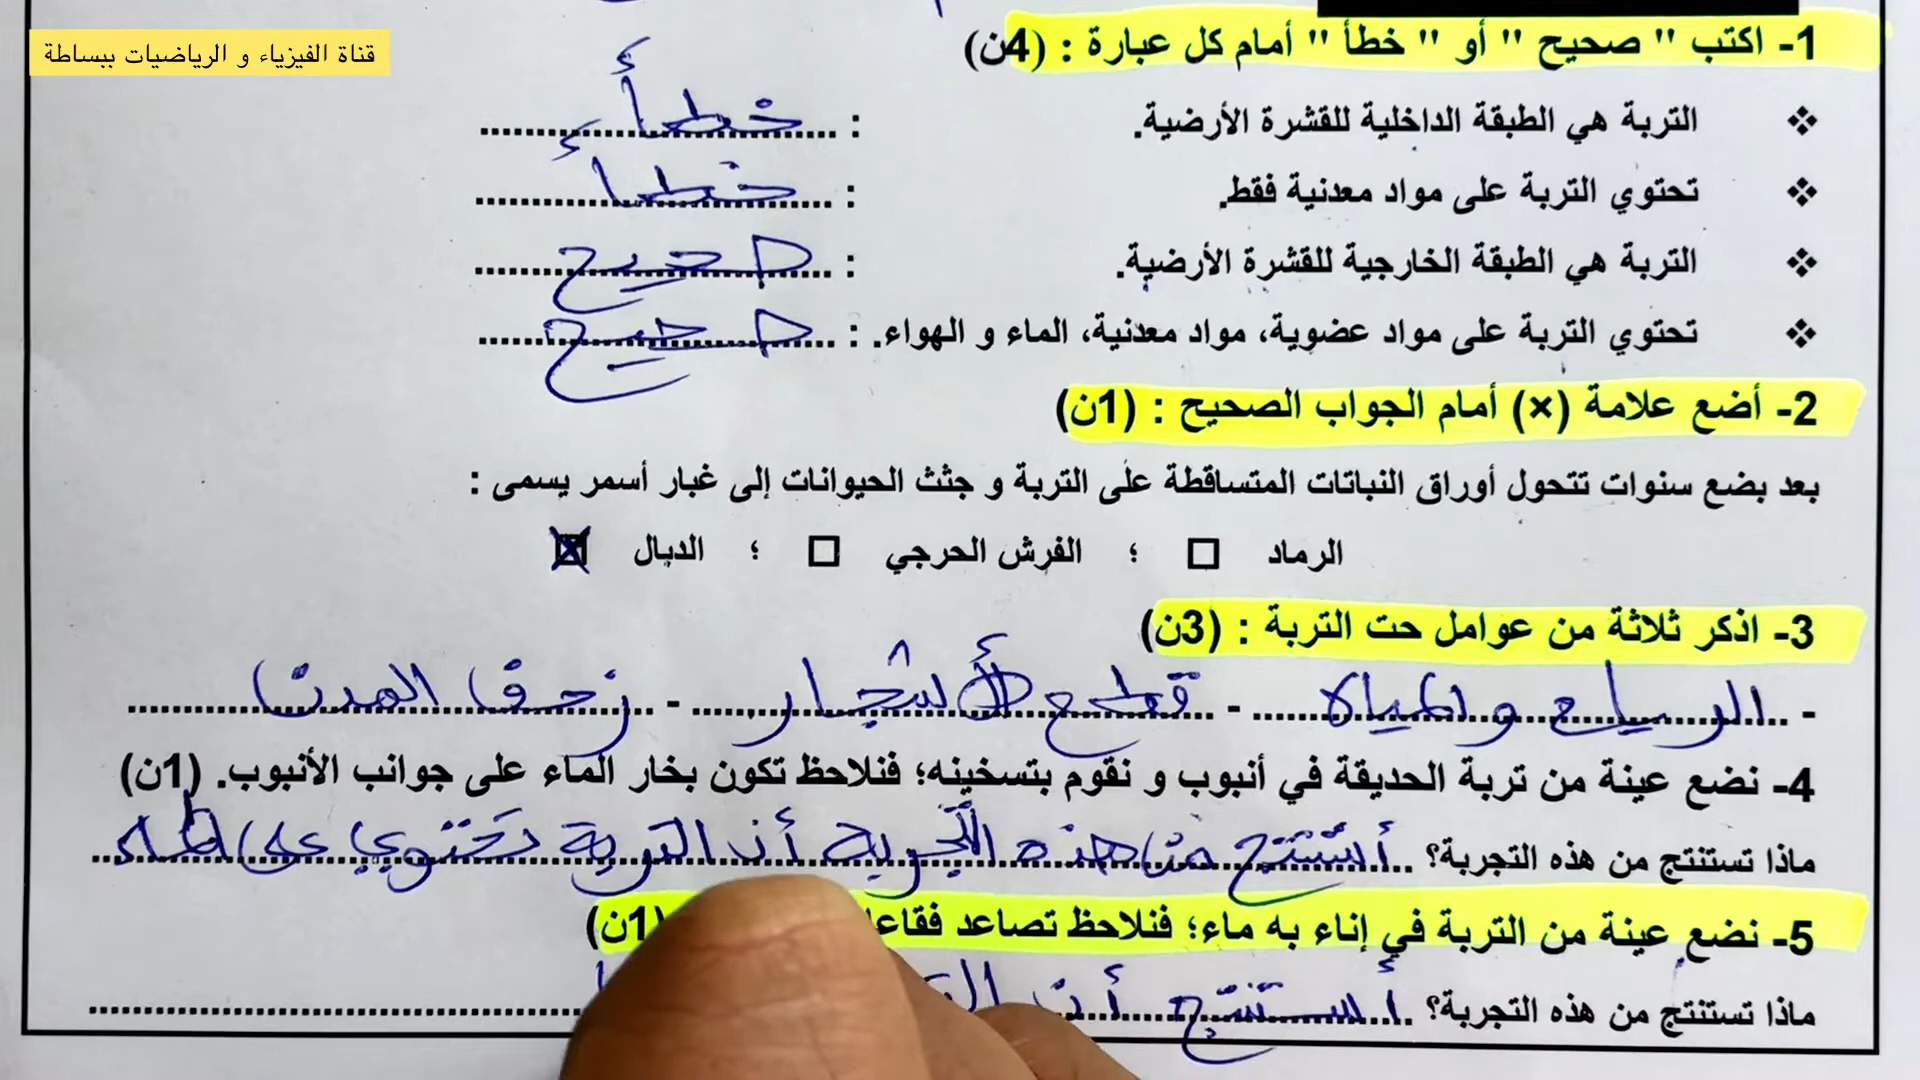 قناة الفيزياء و الرياضيات ببساطة
1- اكتب " صحيح " أو " خطأ " أمام كل عبارة : (4ن)
❖ التربة هي الطبقة الداخلية للقشرة الأرضية. : خطأ
❖ تحتوي التربة على مواد معدنية فقط. : خطأ
❖ التربة هي الطبقة الخارجية للقشرة الأرضية. : صحيح
❖ تحتوي التربة على مواد عضوية، مواد معدنية، الماء و الهواء. : صحيح
2- أضع علامة (×) أمام الجواب الصحيح : (1ن)
بعد بضع سنوات تتحول أوراق النباتات المتساقطة على التربة و جثث الحيوانات إلى غبار أسمر يسمى :
الرماد □ ؛ الفرش الحرجي □ ؛ الدبال ☒
3- اذكر ثلاثة من عوامل حت التربة : (3ن)
- الرياح والمياه - قطع الأشجار - زحف المدن
4- نضع عينة من تربة الحديقة في أنبوب و نقوم بتسخينه؛ فنلاحظ تكون بخار الماء على جوانب الأنبوب. (1ن)
ماذا تستنتج من هذه التجربة؟ أستنتج من هذه التجربة أن التربة تحتوي على الماء
5- نضع عينة من التربة في إناء به ماء؛ فنلاحظ تصاعد (1ن)
ماذا تستنتج من هذه التجربة؟ أستنتج أن